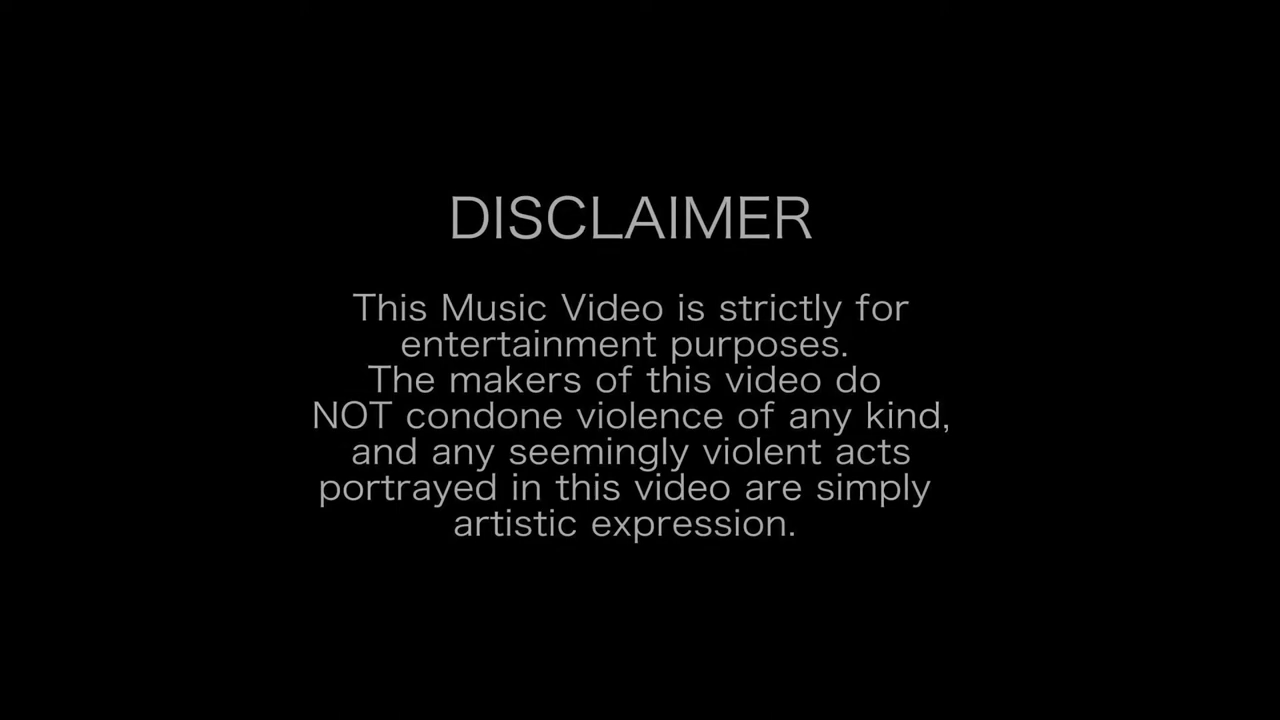 DISCLAIMER
This Music Video is strictly for
entertainment purposes.
The makers of this video do
NOT condone violence of any kind,
and any seemingly violent acts
portrayed in this video are simply
artistic expression.